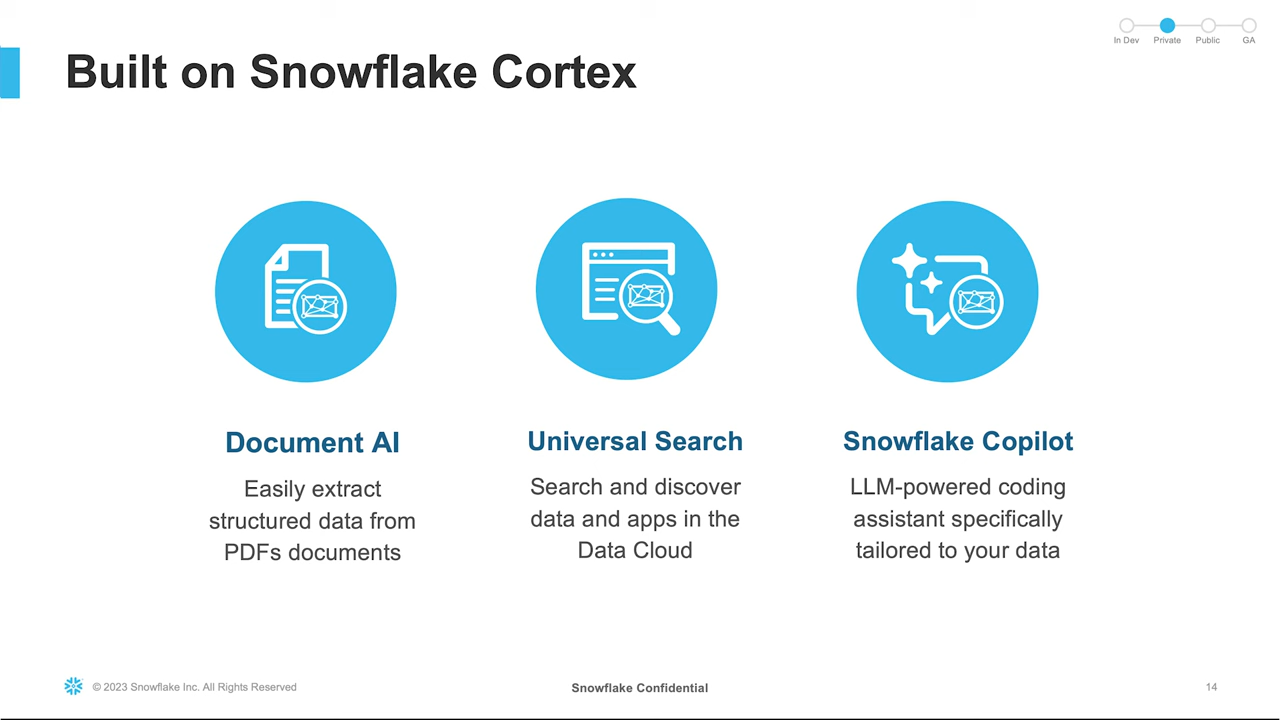 In Dev Private Public GA
Built on Snowflake Cortex
Document AI
Easily extract
structured data from
PDFs documents
Universal Search
Search and discover
data and apps in the
Data Cloud
Snowflake Copilot
LLM-powered coding
assistant specifically
tailored to your data
© 2023 Snowflake Inc. All Rights Reserved
Snowflake Confidential
14